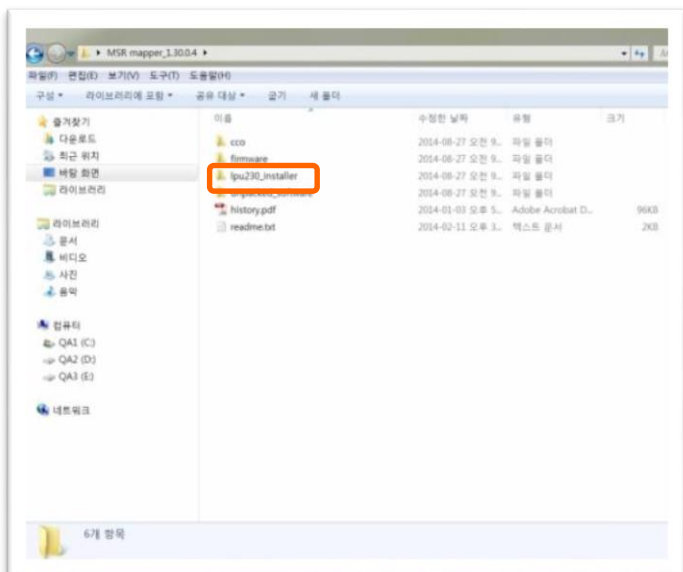 MSR mapper_1.30.0.4
파일(F) 편집(E) 보기(V) 도구(T) 도움말(H)
구성 라이브러리에 포함 공유 대상 굽기 새 폴더
이름 수정한 날짜 유형 크기
즐겨찾기
다운로드
최근 위치
바탕 화면
라이브러리
cco 2014-08-27 오전 9... 파일 폴더
firmware 2014-08-27 오전 9... 파일 폴더
lpu230_installer 2014-08-27 오전 9... 파일 폴더
unpacked_software 2014-08-27 오전 9... 파일 폴더
history.pdf 2014-01-03 오후 5... Adobe Acrobat D... 96KB
readme.txt 2014-02-11 오후 3... 텍스트 문서 2KB
라이브러리
문서
비디오
사진
음악
컴퓨터
QA1 (C:)
QA2 (D:)
QA3 (E:)
네트워크
6개 항목